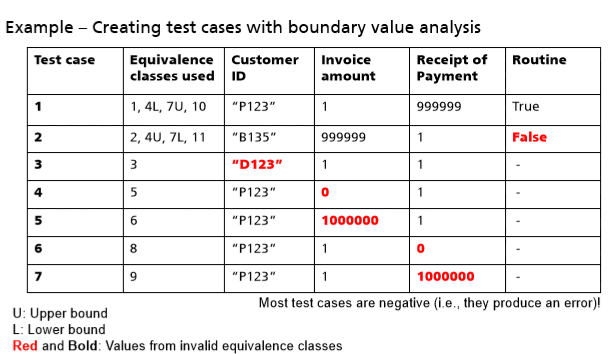 Example – Creating test cases with boundary value analysis
Test case Equivalence classes used Customer ID Invoice amount Receipt of Payment Routine
1 1, 4L, 7U, 10 “P123” 1 999999 True
2 2, 4U, 7L, 11 “B135” 999999 1 False
3 3 “D123” 1 1 -
4 5 “P123” 0 1 -
5 6 “P123” 1000000 1 -
6 8 “P123” 1 0 -
7 9 “P123” 1 1000000 -
Most test cases are negative (i.e., they produce an error)!
U: Upper bound
L: Lower bound
Red and Bold: Values from invalid equivalence classes